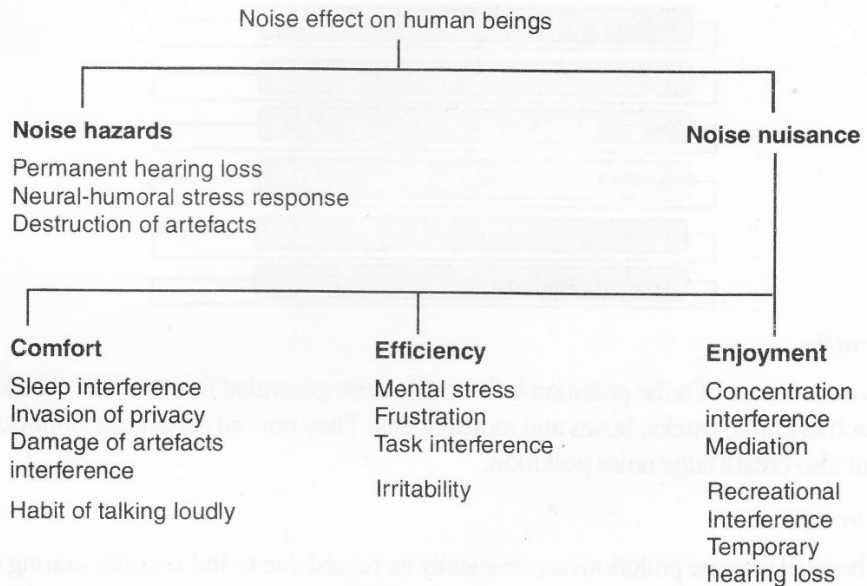 Noise effect on human beings
Noise hazards
Permanent hearing loss
Neural-humoral stress response
Destruction of artefacts
Noise nuisance
Comfort
Sleep interference
Invasion of privacy
Damage of artefacts
interference
Habit of talking loudly
Efficiency
Mental stress
Frustration
Task interference
Irritability
Enjoyment
Concentration
interference
Mediation
Recreational
Interference
Temporary
hearing loss